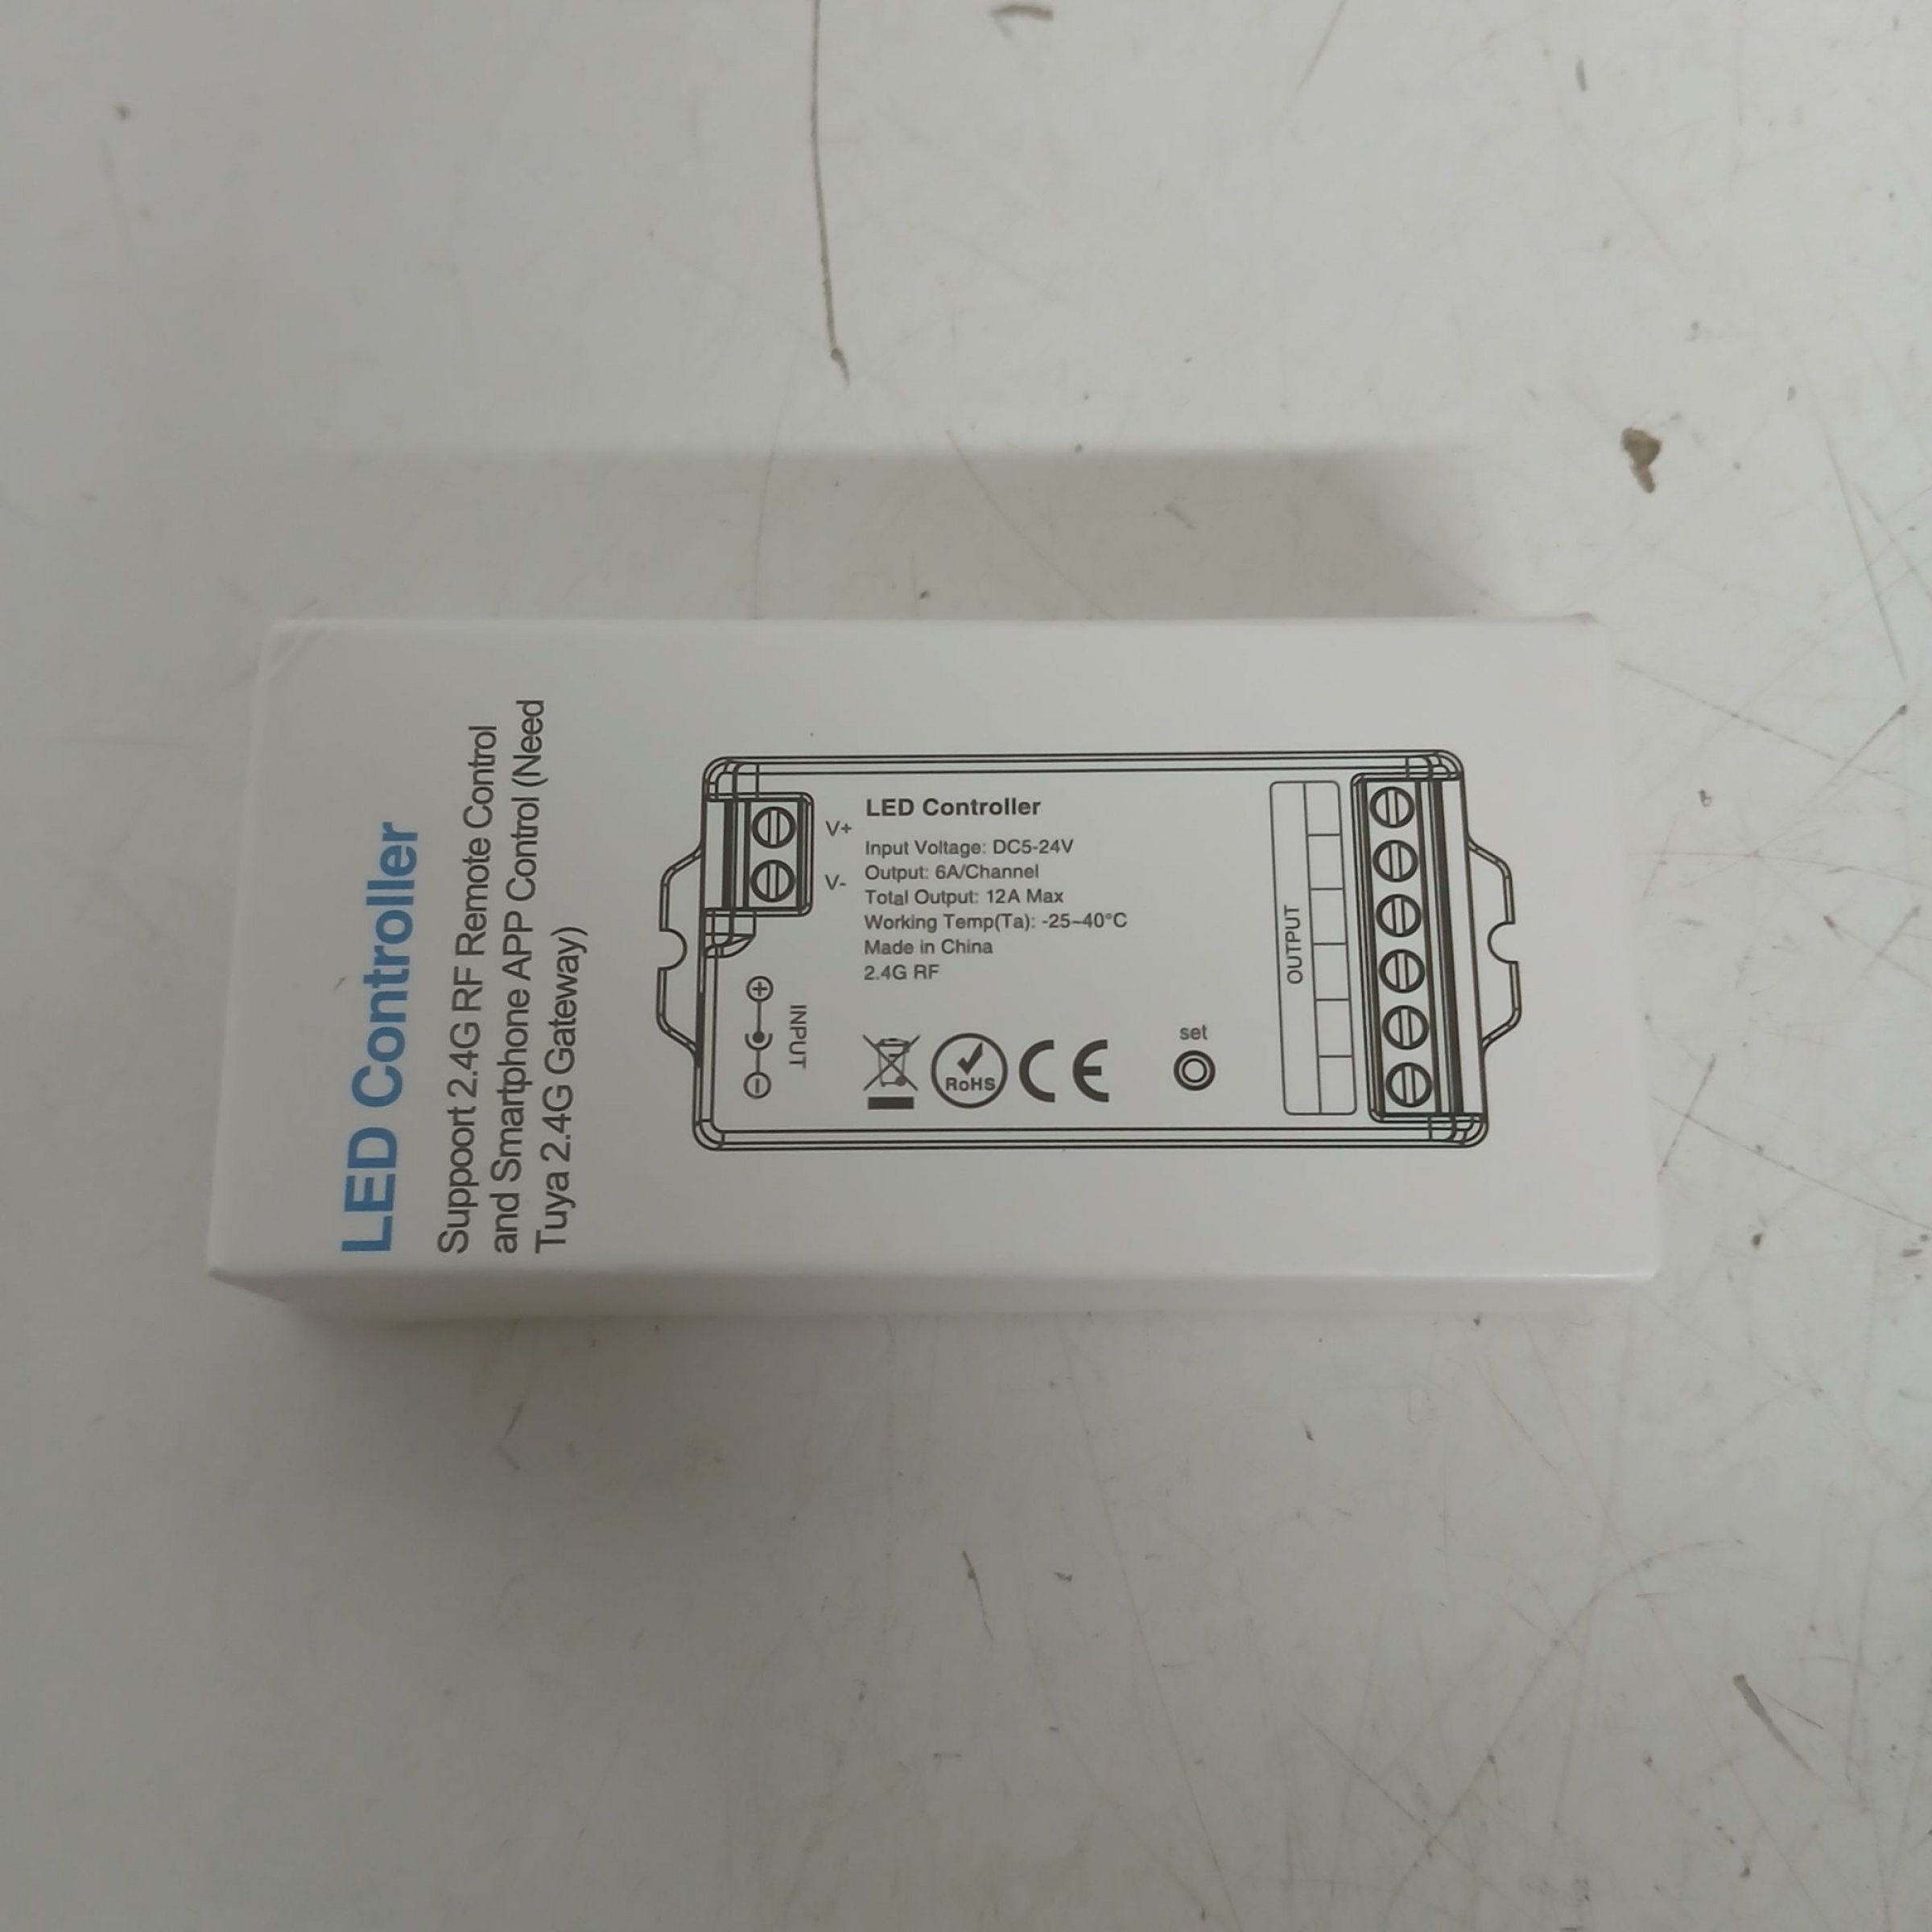 LED Controller
Support 2.4G RF Remote Control
and Smartphone APP Control (Need
Tuya 2.4G Gateway)
V+
V-
INPUT
LED Controller
Input Voltage: DC5-24V
Output: 6A/Channel
Total Output: 12A Max
Working Temp(Ta): -25~40°C
Made in China
2.4G RF
RoHS
CE
set
OUTPUT